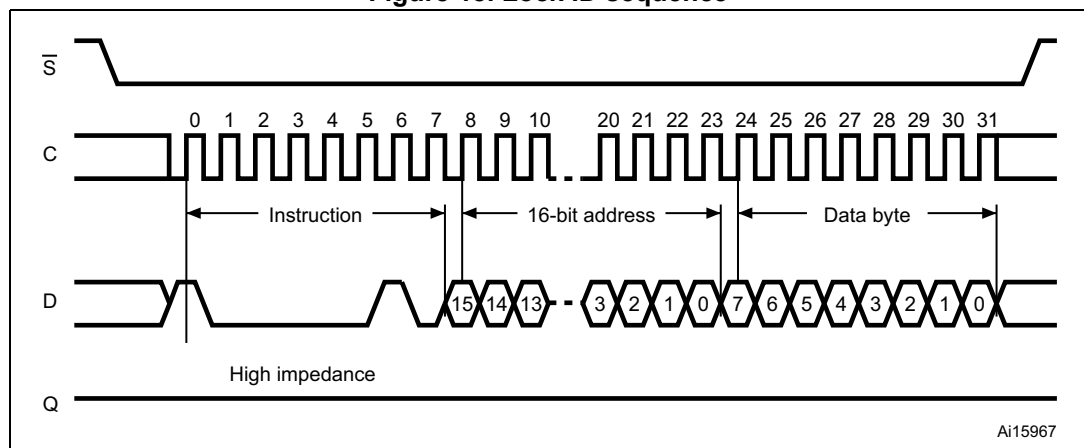 Figure Lock ID sequence
S̅
0 1 2 3 4 5 6 7 8 9 10 20 21 22 23 24 25 26 27 28 29 30 31
C
Instruction 16-bit address Data byte
D 15 14 13 3 2 1 0 7 6 5 4 3 2 1 0
High impedance
Q
Ai15967